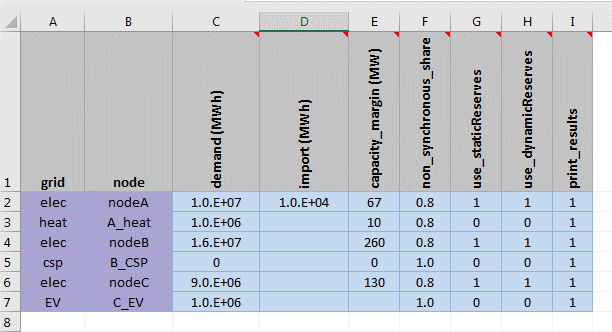 A B C D E F G H I
1 grid node demand (MWh) import (MWh) capacity_margin (MW) non_synchronous_share use_staticReserves use_dynamicReserves print_results
2 elec nodeA 1.0.E+07 1.0.E+04 67 0.8 1 1 1
3 heat A_heat 1.0.E+06 10 0.8 0 0 1
4 elec nodeB 1.6.E+07 260 0.8 1 1 1
5 csp B_CSP 0 0 1.0 0 0 1
6 elec nodeC 9.0.E+06 130 0.8 1 1 1
7 EV C_EV 1.0.E+06 1.0 0 0 1
8